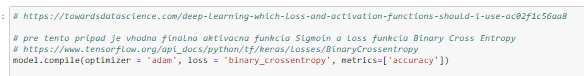 : # https://towardsdatascience.com/deep-learning-which-loss-and-activation-functions-should-i-use-ac02f1c56aa8
# pre tento pripad je vhodna finalna aktivacna funkcia Sigmoin a Loss funkcia Binary Cross Entropy
# https://www.tensorflow.org/api_docs/python/tf/keras/losses/BinaryCrossentropy
model.compile(optimizer = 'adam', loss = 'binary_crossentropy', metrics=['accuracy'])